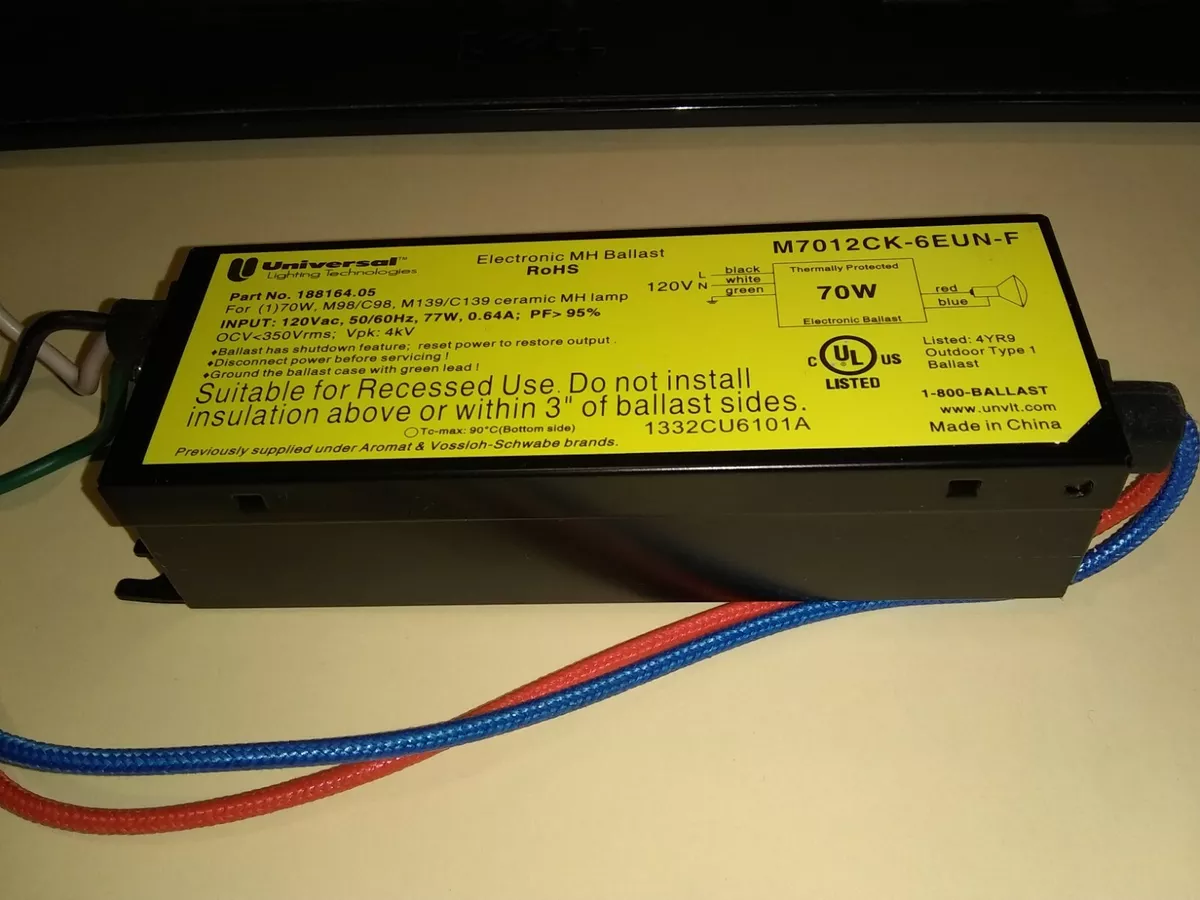 Universal™
Lighting Technologies
Electronic MH Ballast
RoHS
M7012CK-6EUN-F
Part No. 188164.05
For (1)70W, M98/C98, M139/C139 ceramic MH lamp
INPUT: 120Vac, 50/60Hz, 77W, 0.64A; PF> 95%
OCV<350Vrms; Vpk: 4kV
◆Ballast has shutdown feature; reset power to restore output.
◆Disconnect power before servicing !
◆Ground the ballast case with green lead !
Suitable for Recessed Use. Do not install
insulation above or within 3" of ballast sides.
Tc-max: 90°C(Bottom side)
1332CU6101A
Previously supplied under Aromat & Vossloh-Schwabe brands.
120V
L
N
black
white
green
Thermally Protected
70W
Electronic Ballast
red
blue
C UL US
LISTED
Listed: 4YR9
Outdoor Type 1
Ballast
1-800-BALLAST
www.unvlt.com
Made in China